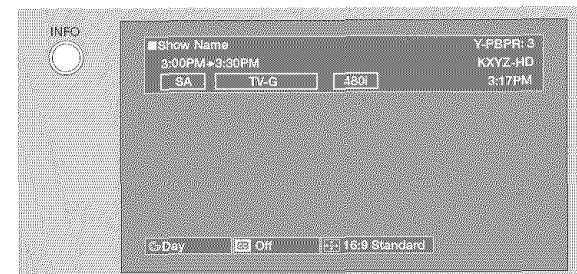 INFO
Show Name Y-PBPR: 3
3:00PM→3:30PM KXYZ-HD
SA TV-G 480i 3:17PM
Day CC Off 16:9 Standard